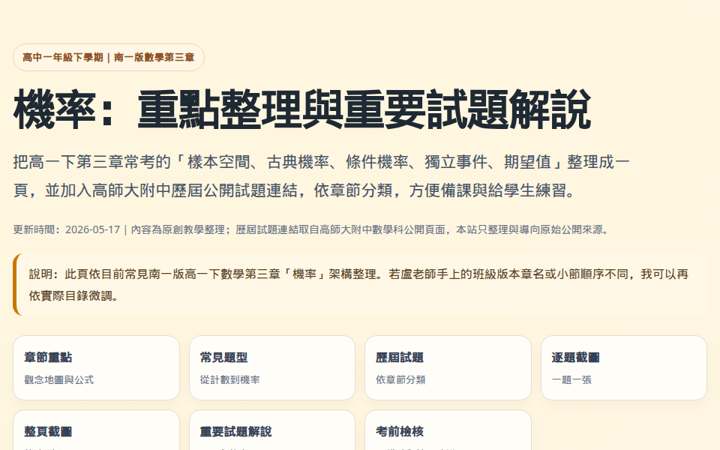 高中一年級下學期｜南一版數學第三章
機率：重點整理與重要試題解說
把高一下第三章常考的「樣本空間、古典機率、條件機率、獨立事件、期望值」整理成一
頁，並加入高師大附中歷屆公開試題連結，依章節分類，方便備課與給學生練習。
更新時間：2026-05-17｜內容為原創教學整理；歷屆試題連結取自高師大附中數學科公開頁面，本站只整理與導向原始公開來源。
說明：此頁依目前常見南一版高一下數學第三章「機率」架構整理。若盧老師手上的班級版本章名或小節順序不同，我可以再
依實際目錄微調。
章節重點
觀念地圖與公式
常見題型
從計數到機率
歷屆試題
依章節分類
逐題截圖
一題一張
整頁截圖
重要試題解說
考前檢核